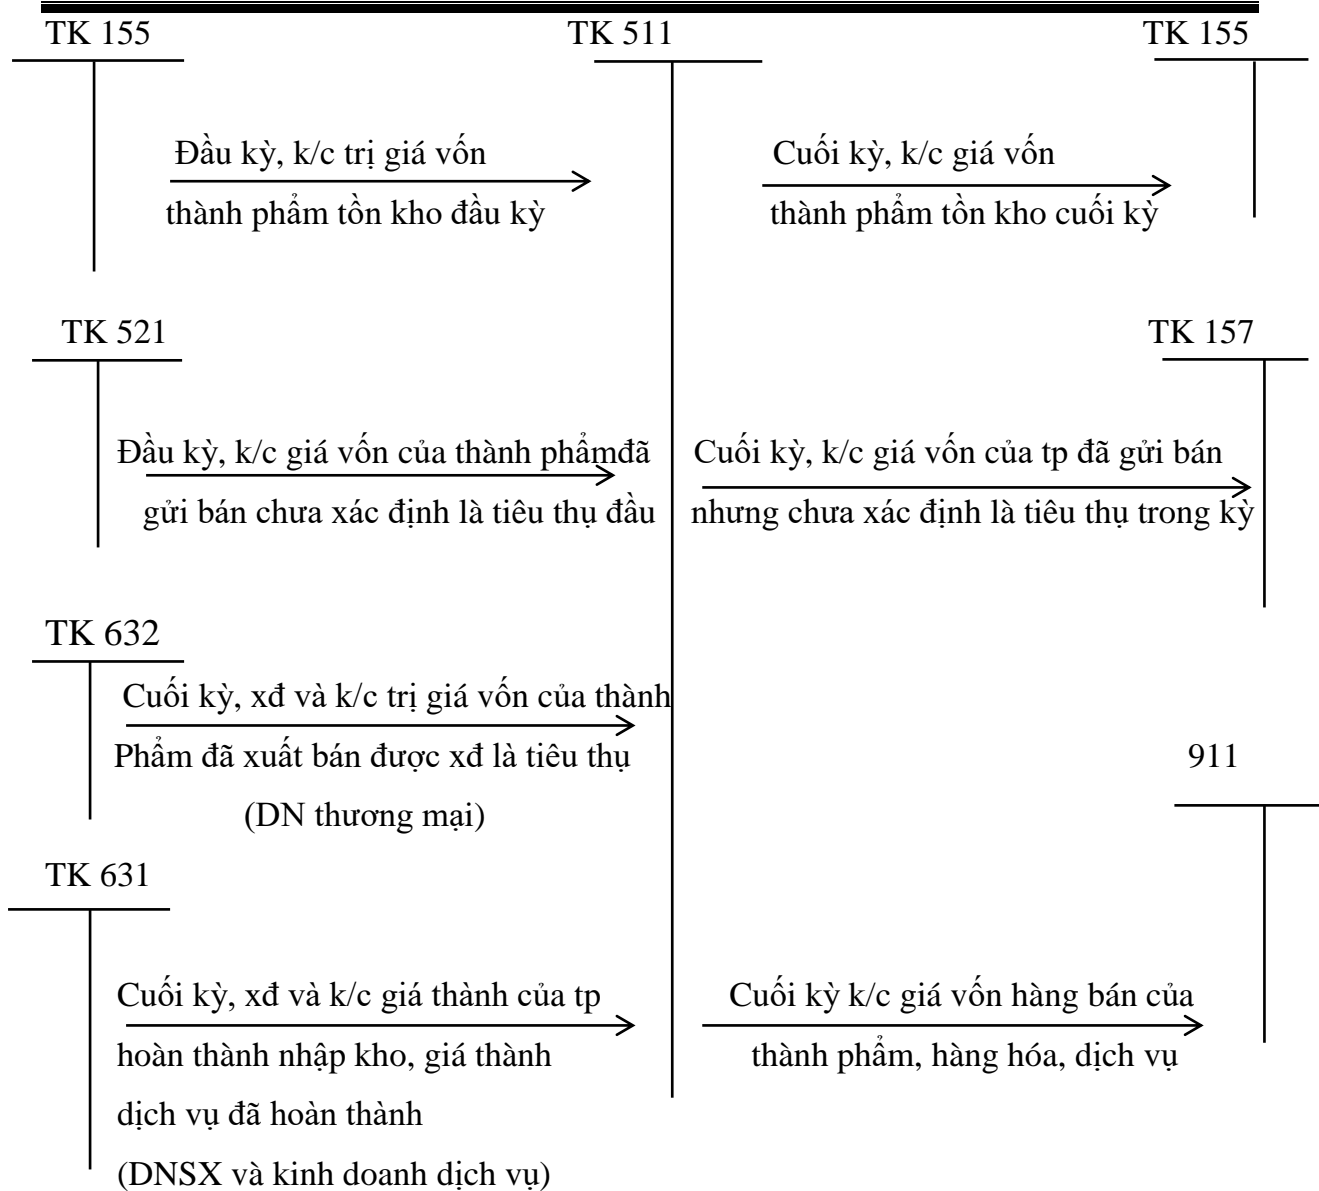 TK 155
TK 511
TK 155
Đầu kỳ, k/c trị giá vốn
thành phẩm tồn kho đầu kỳ
Cuối kỳ, k/c giá vốn
thành phẩm tồn kho cuối kỳ
TK 521
TK 157
Đầu kỳ, k/c giá vốn của thành phẩmđã
gửi bán chưa xác định là tiêu thụ đầu
Cuối kỳ, k/c giá vốn của tp đã gửi bán
nhưng chưa xác định là tiêu thụ trong kỳ
TK 632
Cuối kỳ, xđ và k/c trị giá vốn của thành
Phẩm đã xuất bán được xđ là tiêu thụ
(DN thương mại)
911
TK 631
Cuối kỳ, xđ và k/c giá thành của tp
hoàn thành nhập kho, giá thành
dịch vụ đã hoàn thành
(DNSX và kinh doanh dịch vụ)
Cuối kỳ k/c giá vốn hàng bán của
thành phẩm, hàng hóa, dịch vụ